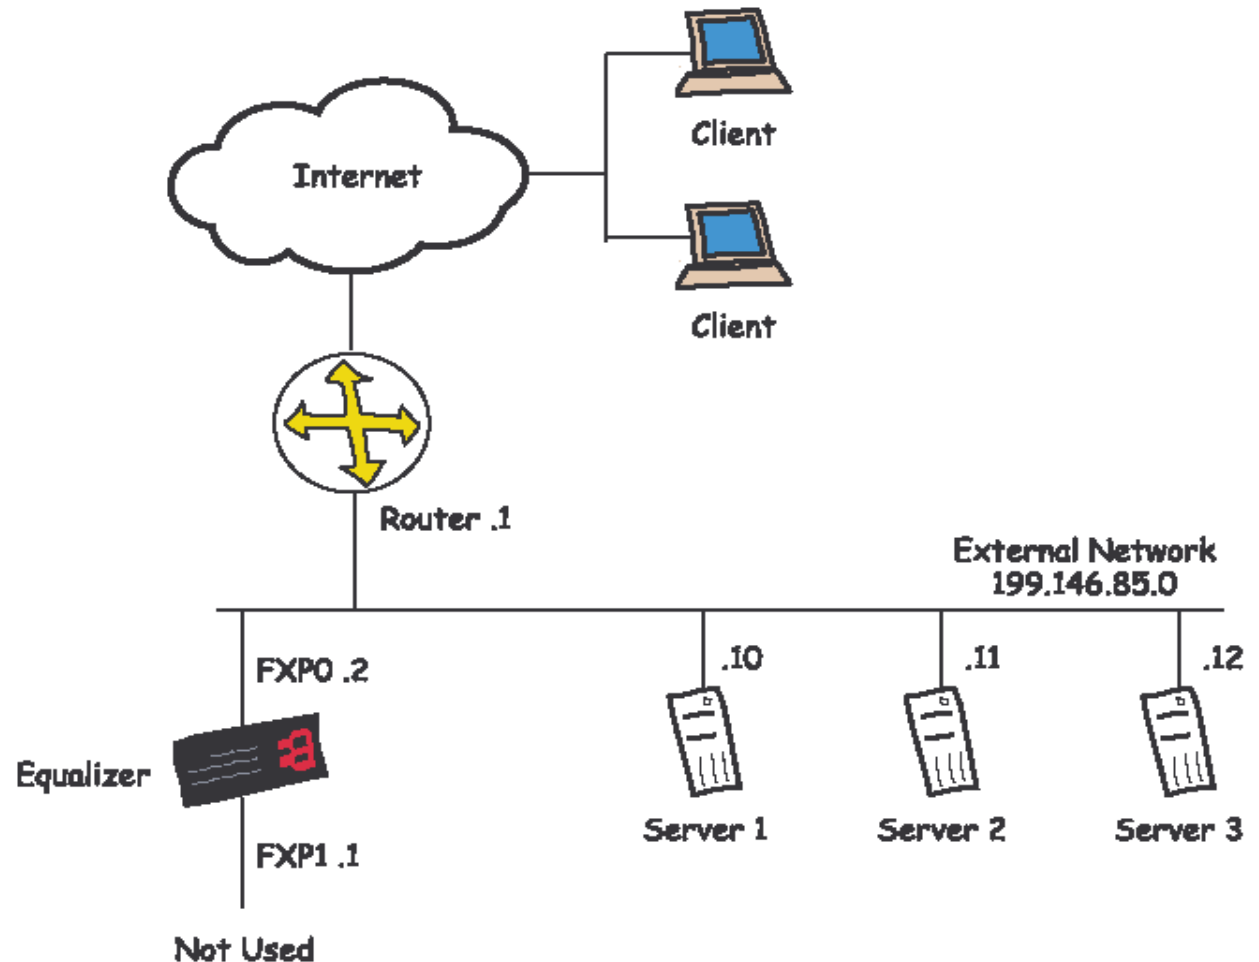 Client
Internet
Client
Router .1
External Network
199.146.85.0
FXP0 .2
.10
.11
.12
Equalizer
Server 1
Server 2
Server 3
FXP1 .1
Not Used